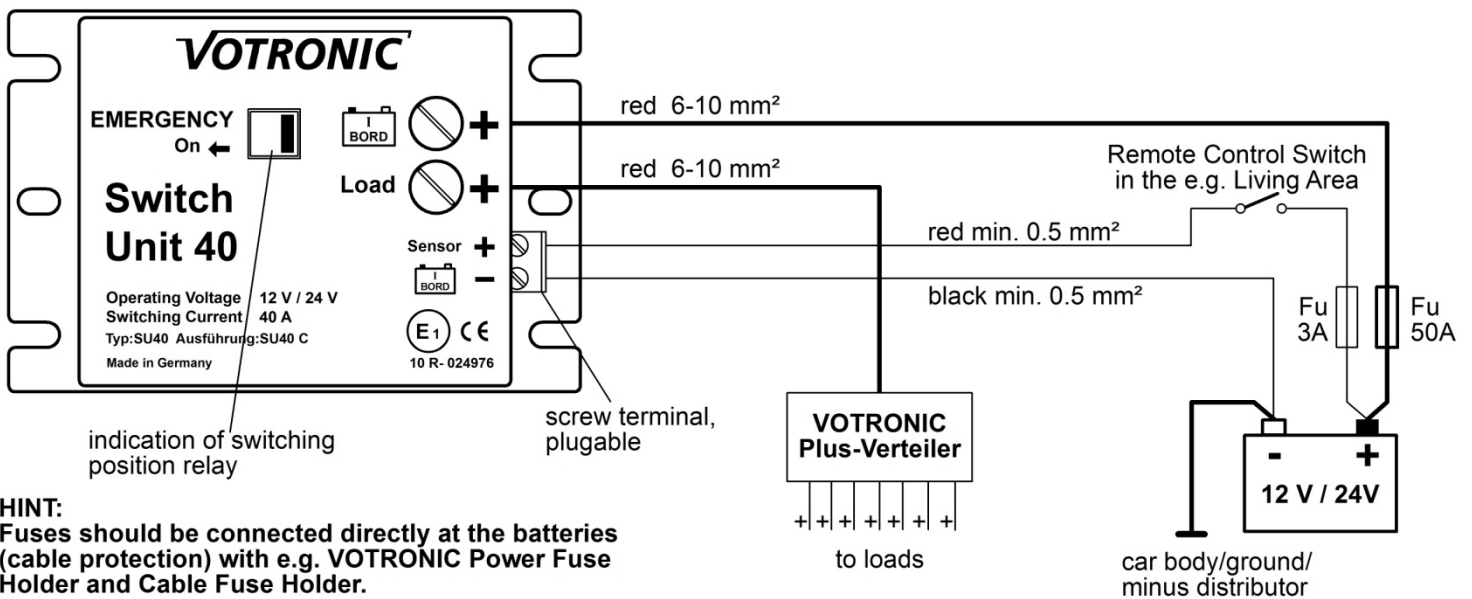 VOTRONIC
EMERGENCY
On ←
I
BORD
+
Load
+
Switch
Unit 40
Sensor +
I
BORD
−
Operating Voltage 12 V / 24 V
Switching Current 40 A
Typ:SU40 Ausführung:SU40 C
Made in Germany
E1 CE
10 R- 024976
red 6-10 mm²
red 6-10 mm²
Remote Control Switch
in the e.g. Living Area
red min. 0.5 mm²
black min. 0.5 mm²
Fu
3A
Fu
50A
indication of switching
position relay
screw terminal,
plugable
VOTRONIC
Plus-Verteiler
+ + + + + + +
to loads
- +
12 V / 24V
car body/ground/
minus distributor
HINT:
Fuses should be connected directly at the batteries
(cable protection) with e.g. VOTRONIC Power Fuse
Holder and Cable Fuse Holder.